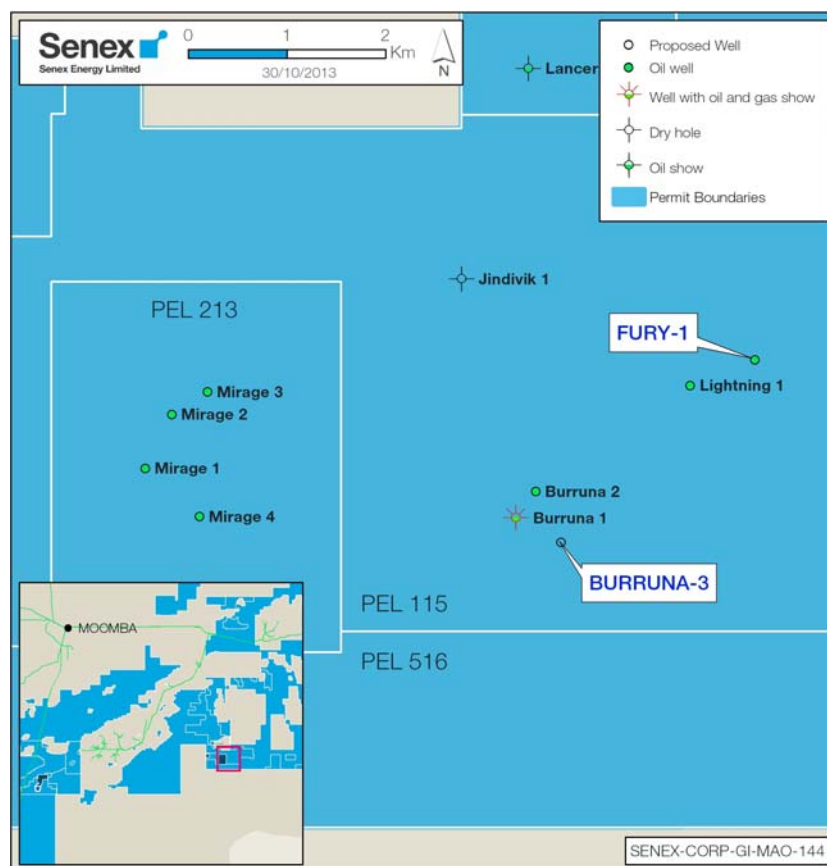 Senex
Senex Energy Limited
0 1 2
Km
30/10/2013
N
Lancer
Proposed Well
Oil well
Well with oil and gas show
Dry hole
Oil show
Permit Boundaries
Jindivik 1
PEL 213
FURY-1
Mirage 3
Lightning 1
Mirage 2
Mirage 1
Burruna 2
Mirage 4
Burruna 1
BURRUNA-3
PEL 115
MOOMBA
PEL 516
SENEX-CORP-GI-MAO-144